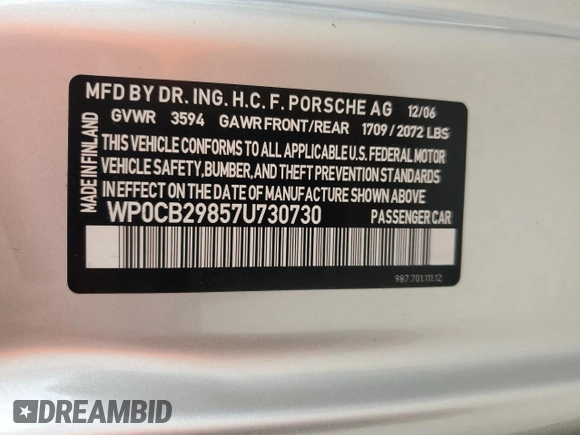 MFD BY DR. ING. H.C. F. PORSCHE AG 12/06
GVWR 3594 GAWR FRONT/REAR 1709 / 2072 LBS
THIS VEHICLE CONFORMS TO ALL APPLICABLE U.S. FEDERAL MOTOR
VEHICLE SAFETY, BUMPER, AND THEFT PREVENTION STANDARDS
IN EFFECT ON THE DATE OF MANUFACTURE SHOWN ABOVE.
WP0CB29857U730730 PASSENGER CAR
987.701.111.12
MADE IN FINLAND
DREAMBID